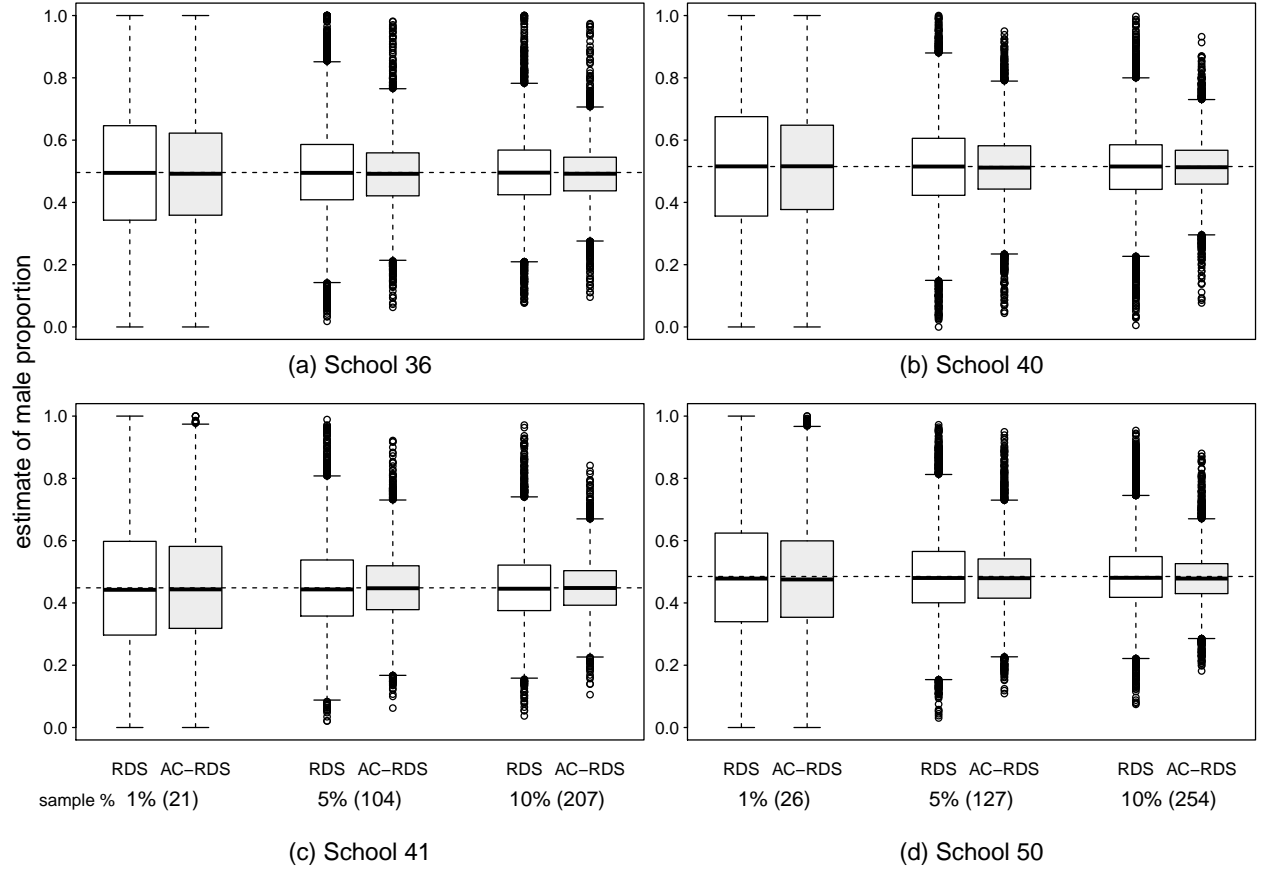 estimate of male proportion
1.0
0.8
0.6
0.4
0.2
0.0
(a) School 36
1.0
0.8
0.6
0.4
0.2
0.0
(b) School 40
1.0
0.8
0.6
0.4
0.2
0.0
RDS AC−RDS RDS AC−RDS RDS AC−RDS
sample % 1% (21) 5% (104) 10% (207)
(c) School 41
1.0
0.8
0.6
0.4
0.2
0.0
RDS AC−RDS RDS AC−RDS RDS AC−RDS
1% (26) 5% (127) 10% (254)
(d) School 50